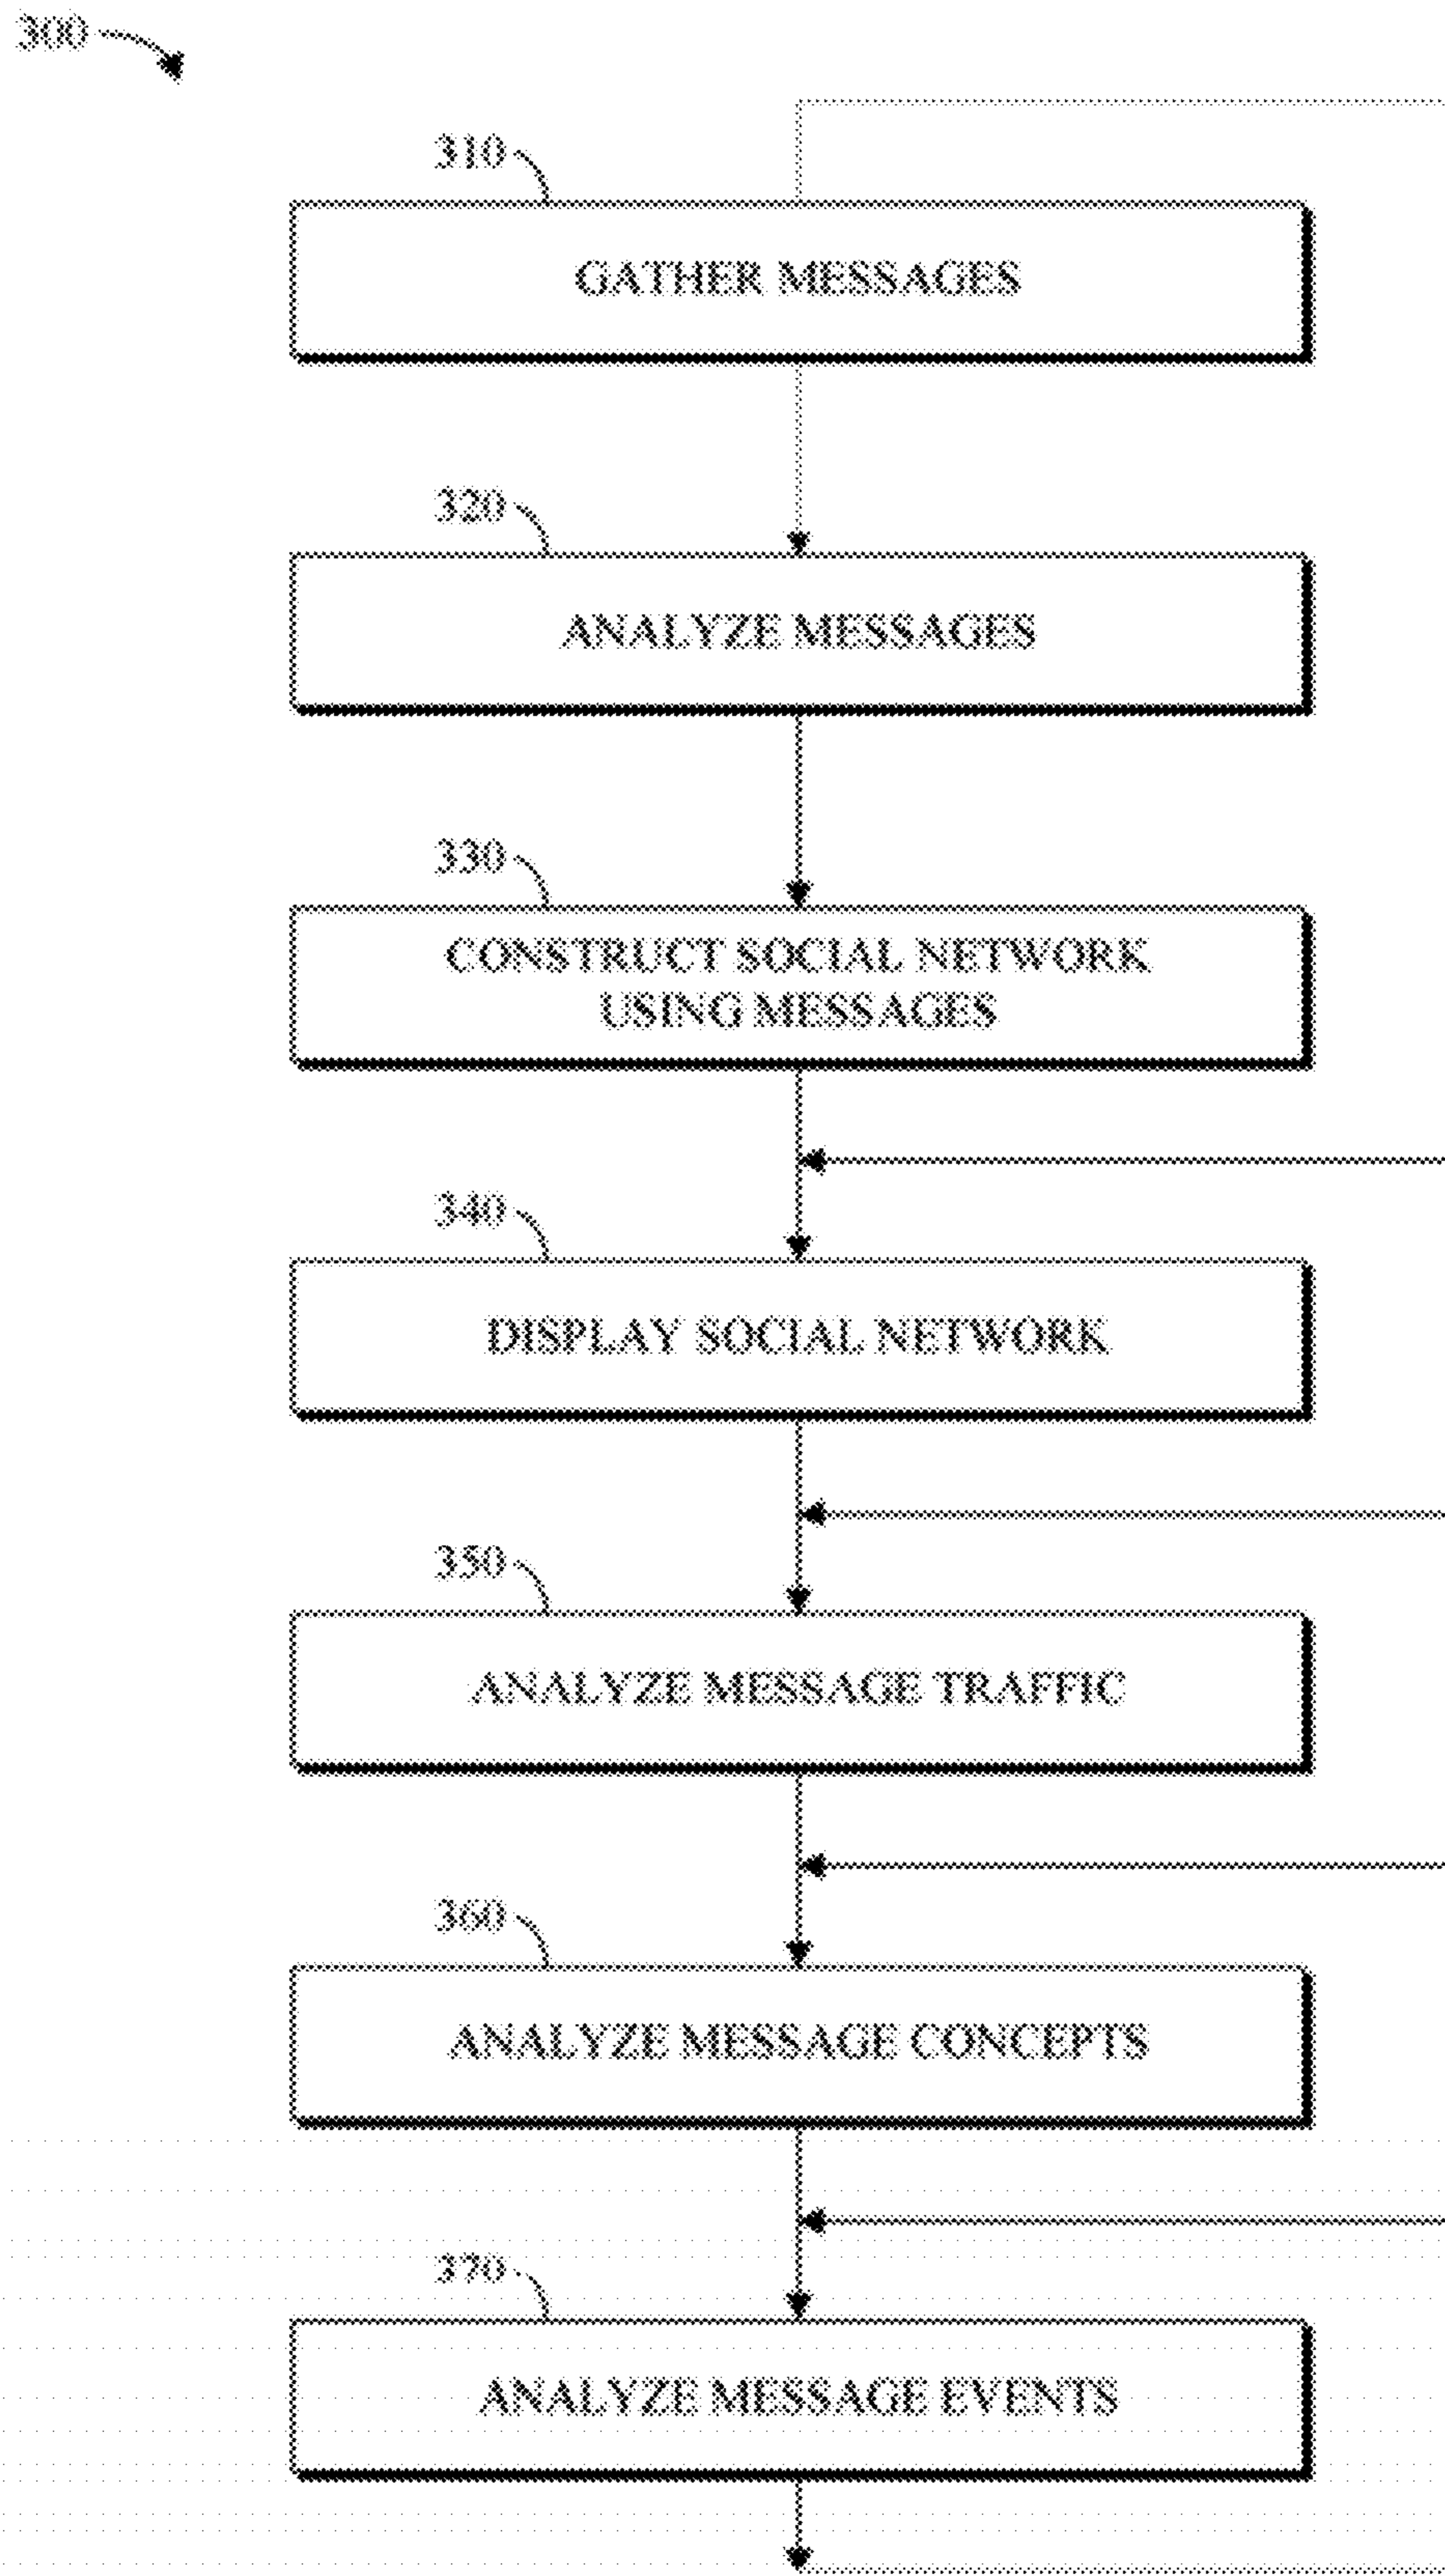 300
310
GATHER MESSAGES
320
ANALYZE MESSAGES
330
CONSTRUCT SOCIAL NETWORK
USING MESSAGES
340
DISPLAY SOCIAL NETWORK
350
ANALYZE MESSAGE TRAFFIC
360
ANALYZE MESSAGE CONCEPTS
370
ANALYZE MESSAGE EVENTS